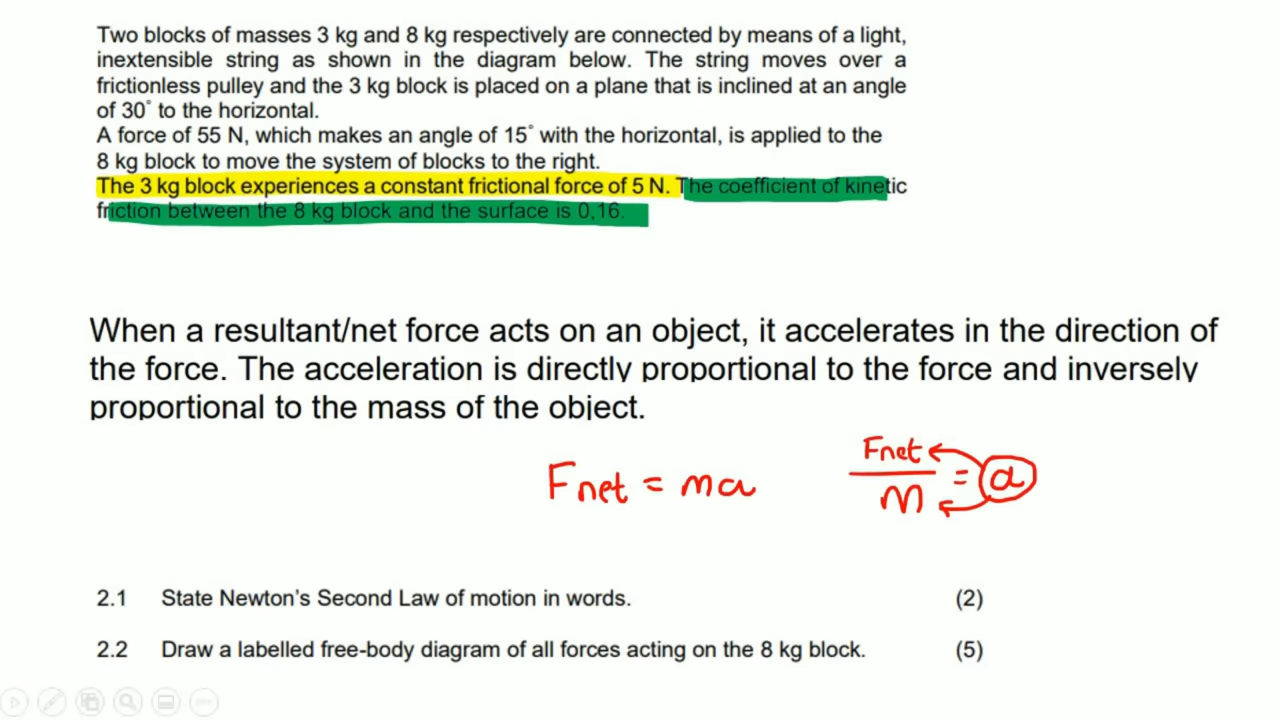 Two blocks of masses 3 kg and 8 kg respectively are connected by means of a light,
inextensible string as shown in the diagram below. The string moves over a
frictionless pulley and the 3 kg block is placed on a plane that is inclined at an angle
of 30° to the horizontal.
A force of 55 N, which makes an angle of 15° with the horizontal, is applied to the
8 kg block to move the system of blocks to the right.
The 3 kg block experiences a constant frictional force of 5 N. The coefficient of kinetic
friction between the 8 kg block and the surface is 0,16.
When a resultant/net force acts on an object, it accelerates in the direction of
the force. The acceleration is directly proportional to the force and inversely
proportional to the mass of the object.
Fnet = ma
Fnet
/ M = a
2.1 State Newton's Second Law of motion in words. (2)
2.2 Draw a labelled free-body diagram of all forces acting on the 8 kg block. (5)